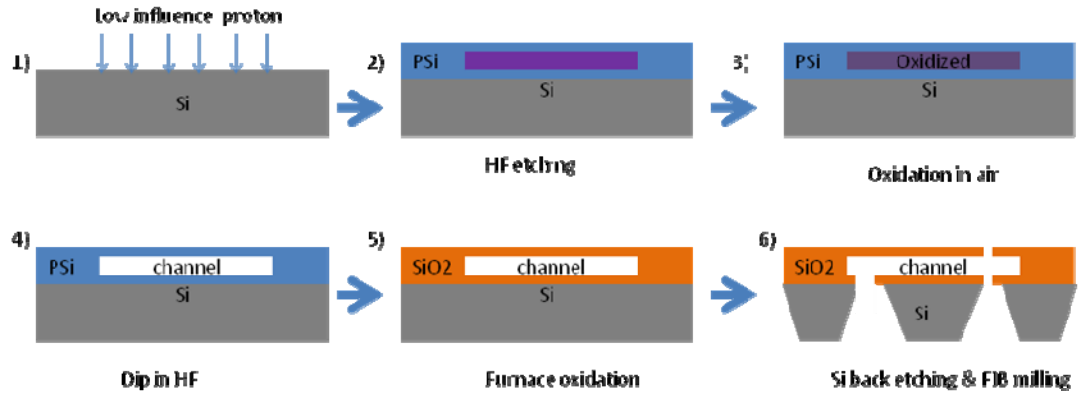 Low influence proton
1)
Si
2)
PSi
Si
HF etching
3)
PSi
Oxidized
Si
Oxidation in air
4)
PSi
channel
Si
Dip in HF
5)
SiO2
channel
Si
Furnace oxidation
6)
SiO2
channel
Si
Si back etching & FIB milling